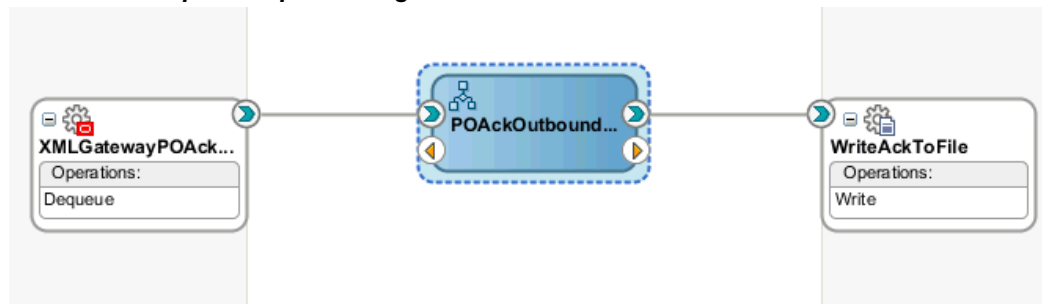 XMLGatewayPOAck...
Operations:
Dequeue
POAckOutbound...
WriteAckToFile
Operations:
Write